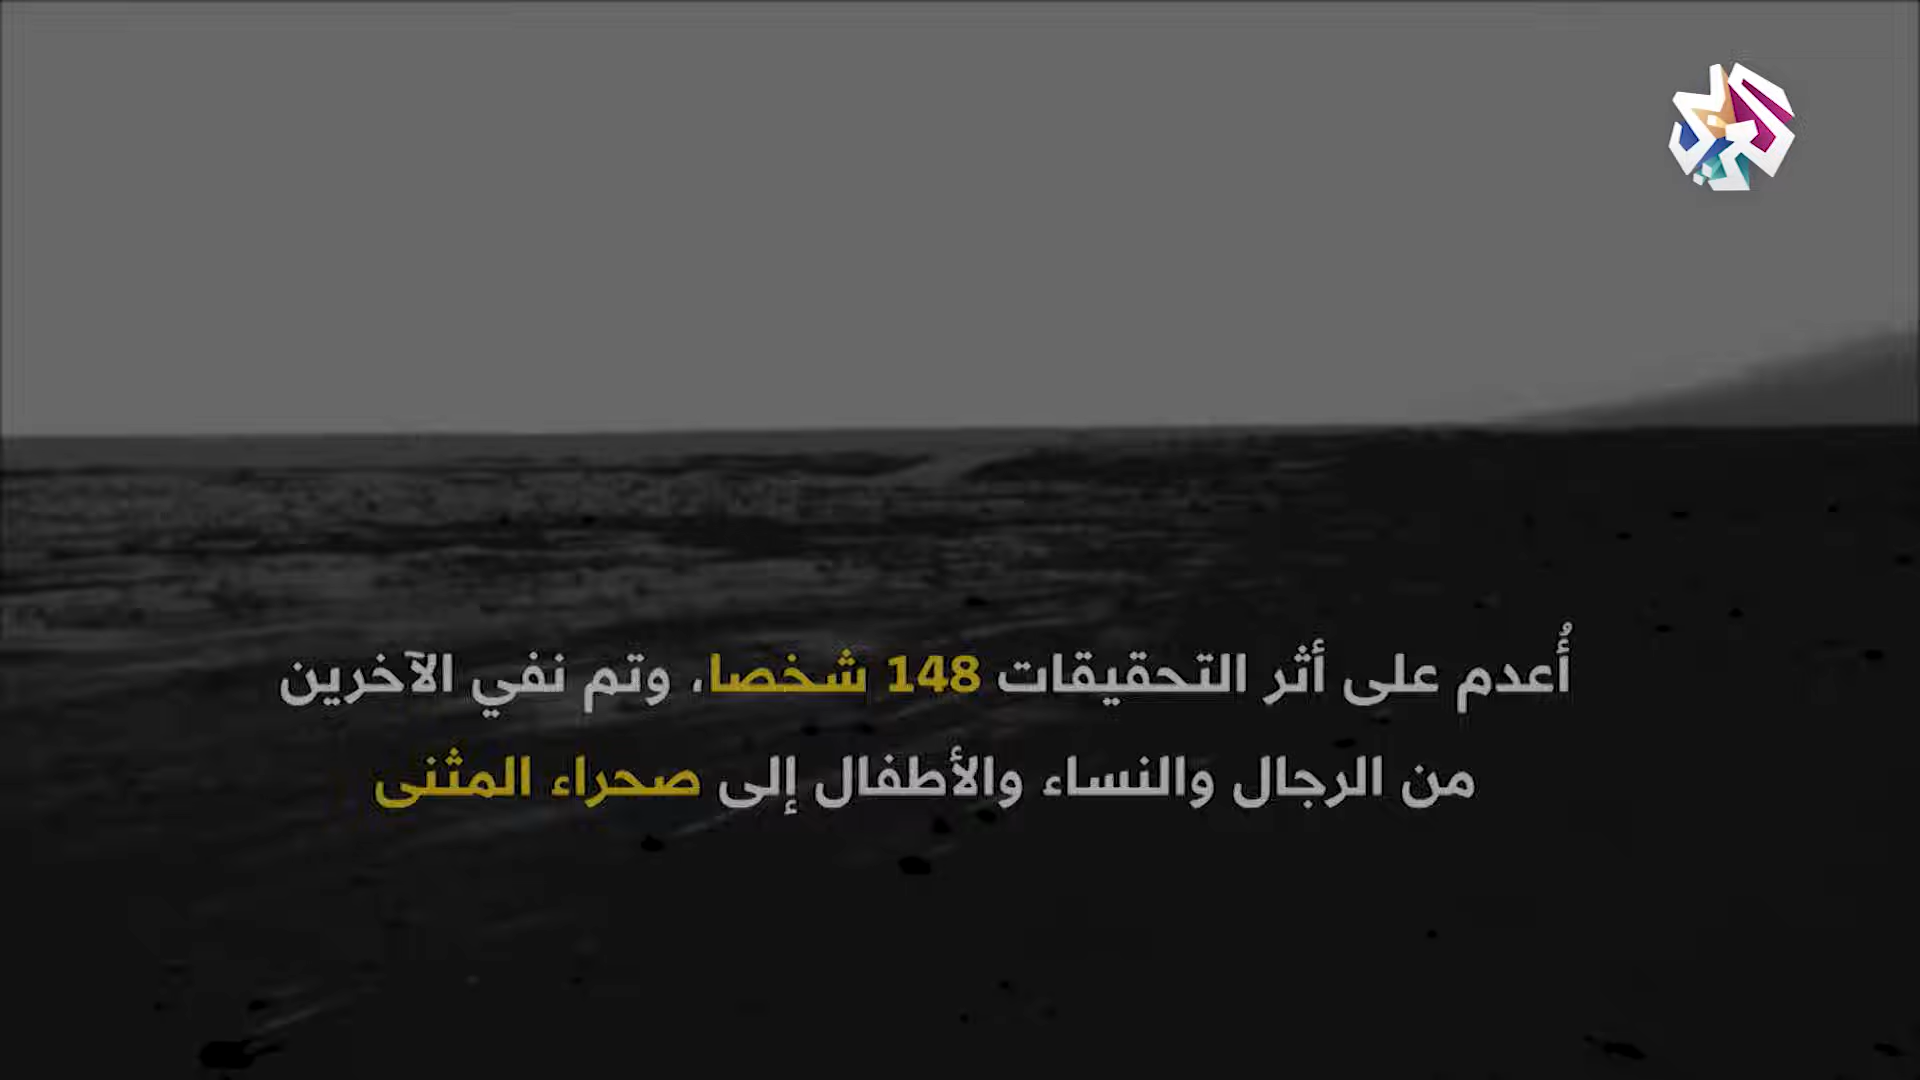 أُعدم على أثر التحقيقات 148 شخصا، وتم نفي الآخرين
من الرجال والنساء والأطفال إلى صحراء المثنى